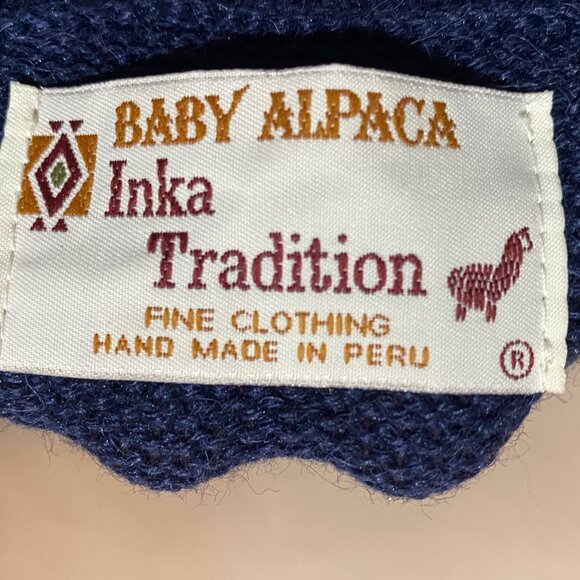 BABY ALPACA
Inka
Tradition
FINE CLOTHING
HAND MADE IN PERU
®